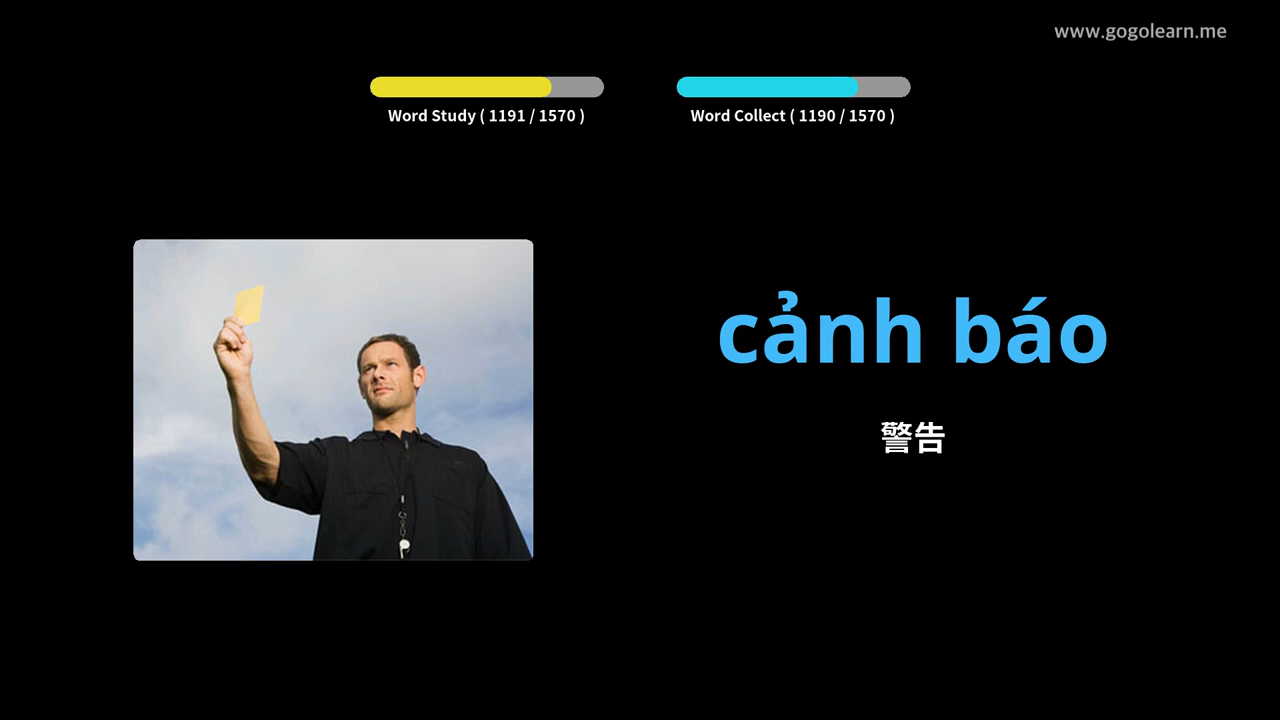 www.gogolearn.me
Word Study ( 1191 / 1570 )
Word Collect ( 1190 / 1570 )
cảnh báo
警告